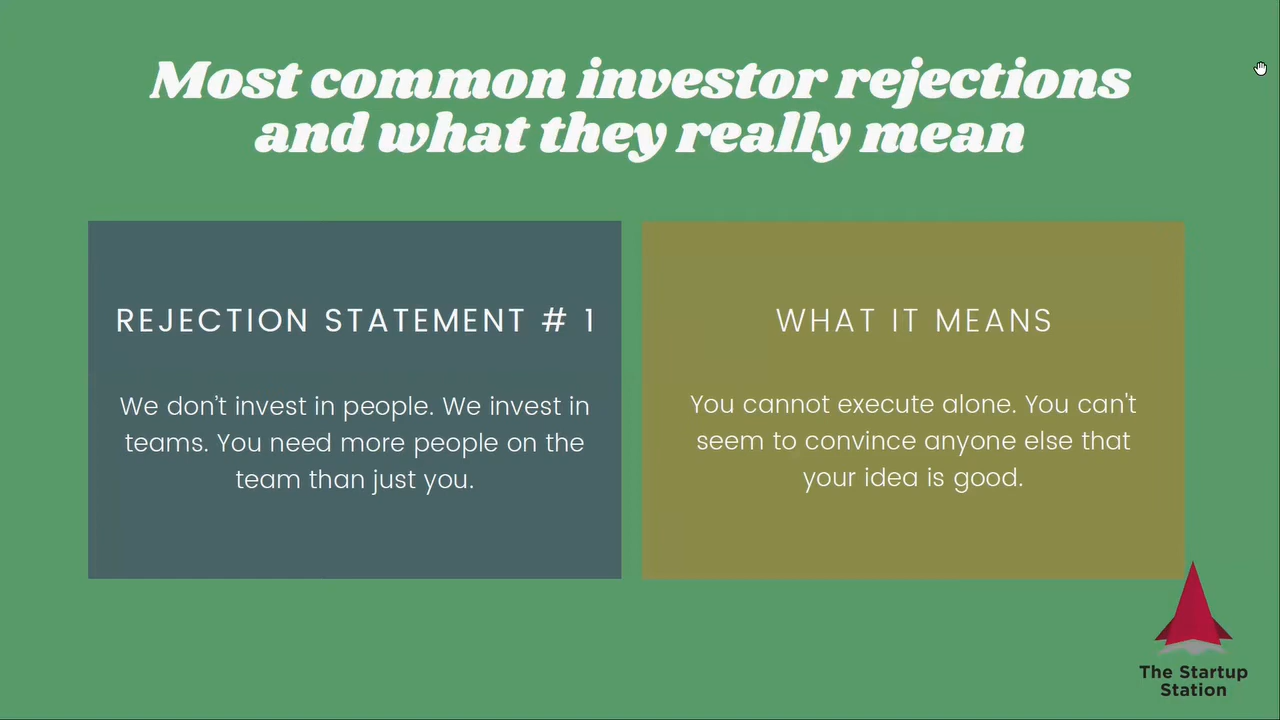 Most common investor rejections
and what they really mean
REJECTION STATEMENT # 1
We don’t invest in people. We invest in
teams. You need more people on the
team than just you.
WHAT IT MEANS
You cannot execute alone. You can't
seem to convince anyone else that
your idea is good.
The Startup
Station